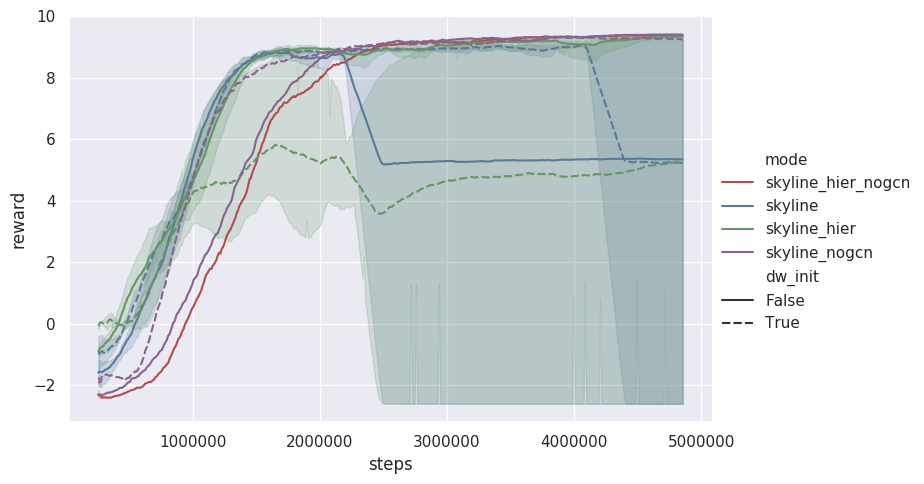 10
8
6
4
2
0
−2
reward
1000000
2000000
3000000
4000000
5000000
steps
mode
skyline_hier_nogcn
skyline
skyline_hier
skyline_nogcn
dw_init
False
True